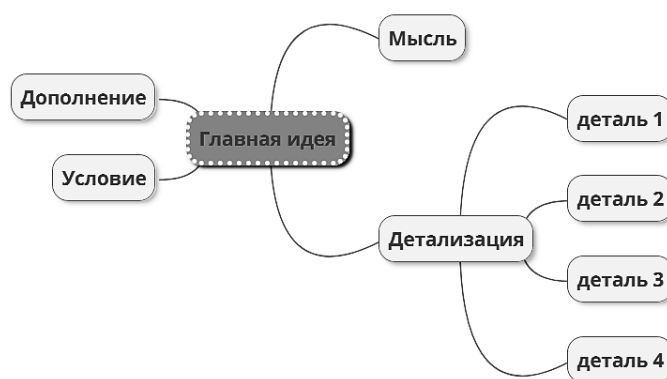 Мысль
Дополнение
Главная идея
Условие
Детализация
деталь 1
деталь 2
деталь 3
деталь 4